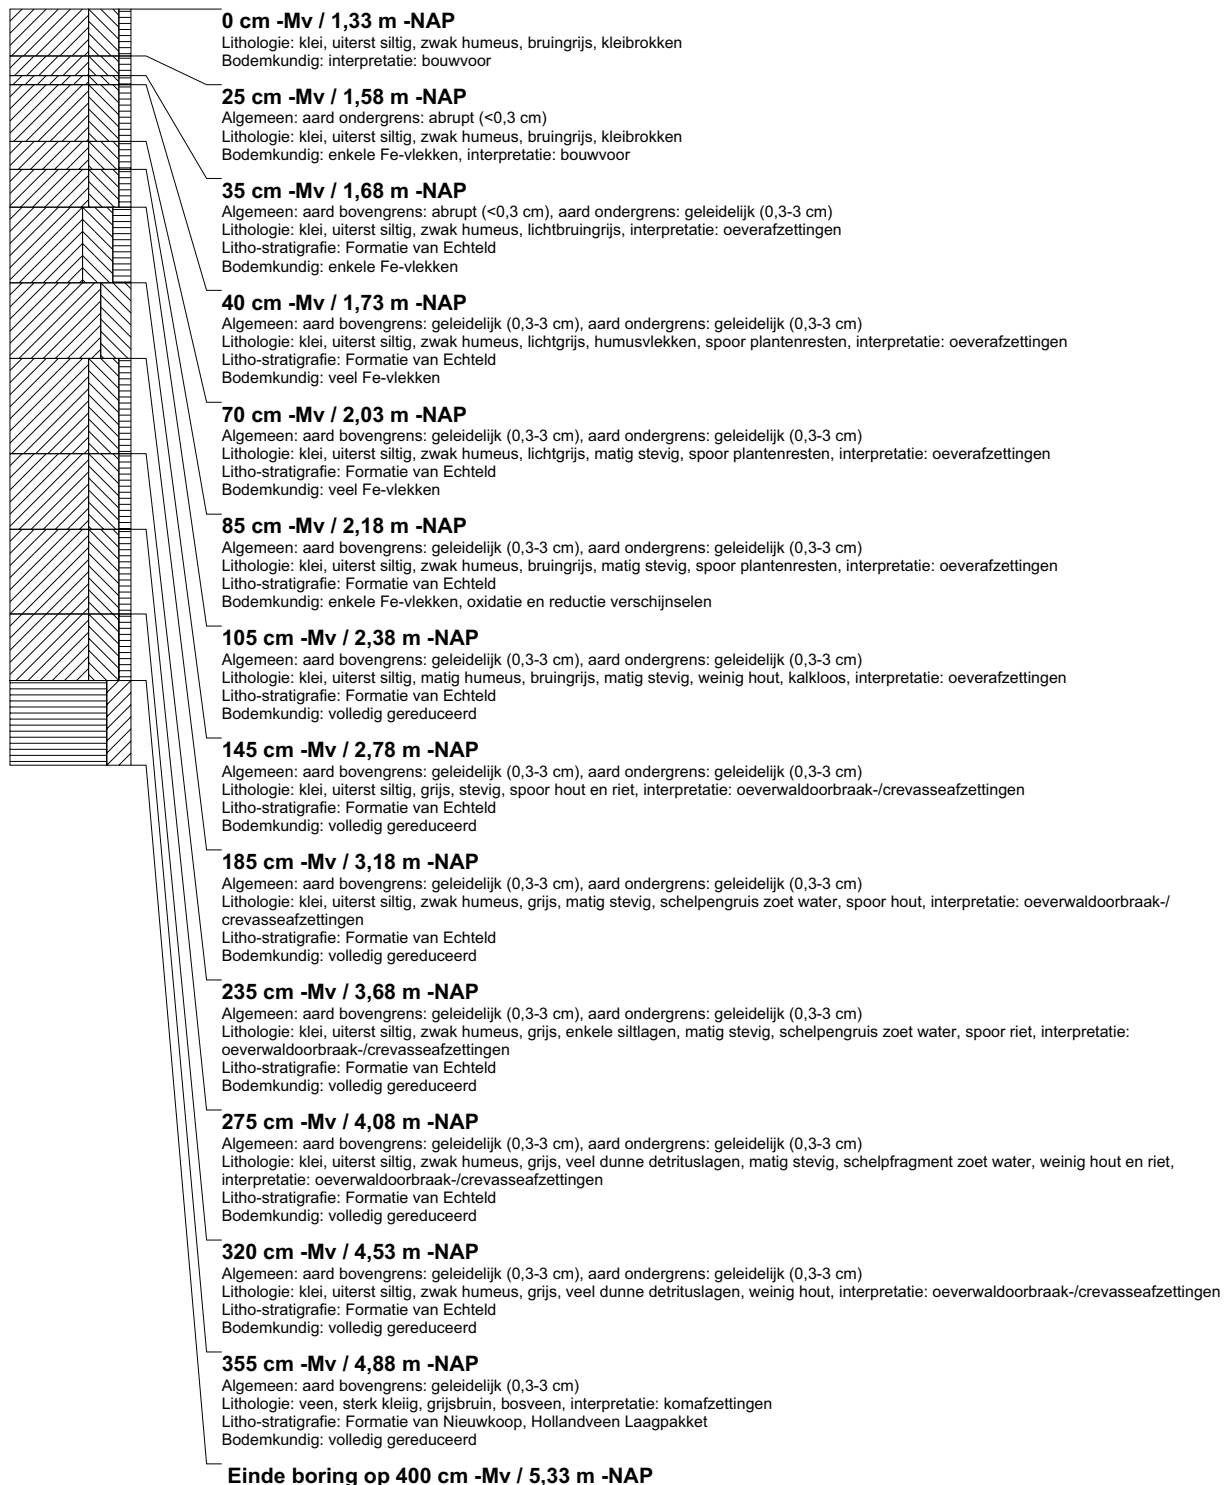 0 cm -Mv / 1,33 m -NAP
Lithologie: klei, uiterst siltig, zwak humeus, bruingrijs, kleibrokken
Bodemkundig: interpretatie: bouwvoor
25 cm -Mv / 1,58 m -NAP
Algemeen: aard ondergrens: abrupt (<0,3 cm)
Lithologie: klei, uiterst siltig, zwak humeus, bruingrijs, kleibrokken
Bodemkundig: enkele Fe-vlekken, interpretatie: bouwvoor
35 cm -Mv / 1,68 m -NAP
Algemeen: aard bovengrens: abrupt (<0,3 cm), aard ondergrens: geleidelijk (0,3-3 cm)
Lithologie: klei, uiterst siltig, zwak humeus, lichtbruingrijs, interpretatie: oeverafzettingen
Litho-stratigrafie: Formatie van Echteld
Bodemkundig: enkele Fe-vlekken
40 cm -Mv / 1,73 m -NAP
Algemeen: aard bovengrens: geleidelijk (0,3-3 cm), aard ondergrens: geleidelijk (0,3-3 cm)
Lithologie: klei, uiterst siltig, zwak humeus, lichtgrijs, humusvlekken, spoor plantenresten, interpretatie: oeverafzettingen
Litho-stratigrafie: Formatie van Echteld
Bodemkundig: veel Fe-vlekken
70 cm -Mv / 2,03 m -NAP
Algemeen: aard bovengrens: geleidelijk (0,3-3 cm), aard ondergrens: geleidelijk (0,3-3 cm)
Lithologie: klei, uiterst siltig, zwak humeus, lichtgrijs, matig stevig, spoor plantenresten, interpretatie: oeverafzettingen
Litho-stratigrafie: Formatie van Echteld
Bodemkundig: veel Fe-vlekken
85 cm -Mv / 2,18 m -NAP
Algemeen: aard bovengrens: geleidelijk (0,3-3 cm), aard ondergrens: geleidelijk (0,3-3 cm)
Lithologie: klei, uiterst siltig, zwak humeus, bruingrijs, matig stevig, spoor plantenresten, interpretatie: oeverafzettingen
Litho-stratigrafie: Formatie van Echteld
Bodemkundig: enkele Fe-vlekken, oxidatie en reductie verschijnselen
105 cm -Mv / 2,38 m -NAP
Algemeen: aard bovengrens: geleidelijk (0,3-3 cm), aard ondergrens: geleidelijk (0,3-3 cm)
Lithologie: klei, uiterst siltig, matig humeus, bruingrijs, matig stevig, weinig hout, kalkloos, interpretatie: oeverafzettingen
Litho-stratigrafie: Formatie van Echteld
Bodemkundig: volledig gereduceerd
145 cm -Mv / 2,78 m -NAP
Algemeen: aard bovengrens: geleidelijk (0,3-3 cm), aard ondergrens: geleidelijk (0,3-3 cm)
Lithologie: klei, uiterst siltig, grijs, stevig, spoor hout en riet, interpretatie: oeverwaldoorbraak-/crevasseafzettingen
Litho-stratigrafie: Formatie van Echteld
Bodemkundig: volledig gereduceerd
185 cm -Mv / 3,18 m -NAP
Algemeen: aard bovengrens: geleidelijk (0,3-3 cm), aard ondergrens: geleidelijk (0,3-3 cm)
Lithologie: klei, uiterst siltig, zwak humeus, grijs, matig stevig, schelpengruis zoet water, spoor hout, interpretatie: oeverwaldoorbraak-/
crevasseafzettingen
Litho-stratigrafie: Formatie van Echteld
Bodemkundig: volledig gereduceerd
235 cm -Mv / 3,68 m -NAP
Algemeen: aard bovengrens: geleidelijk (0,3-3 cm), aard ondergrens: geleidelijk (0,3-3 cm)
Lithologie: klei, uiterst siltig, zwak humeus, grijs, enkele siltlagen, matig stevig, schelpengruis zoet water, spoor riet, interpretatie:
oeverwaldoorbraak-/crevasseafzettingen
Litho-stratigrafie: Formatie van Echteld
Bodemkundig: volledig gereduceerd
275 cm -Mv / 4,08 m -NAP
Algemeen: aard bovengrens: geleidelijk (0,3-3 cm), aard ondergrens: geleidelijk (0,3-3 cm)
Lithologie: klei, uiterst siltig, zwak humeus, grijs, veel dunne detrituslagen, matig stevig, schelpfragment zoet water, weinig hout en riet,
interpretatie: oeverwaldoorbraak-/crevasseafzettingen
Litho-stratigrafie: Formatie van Echteld
Bodemkundig: volledig gereduceerd
320 cm -Mv / 4,53 m -NAP
Algemeen: aard bovengrens: geleidelijk (0,3-3 cm), aard ondergrens: geleidelijk (0,3-3 cm)
Lithologie: klei, uiterst siltig, zwak humeus, grijs, veel dunne detrituslagen, weinig hout, interpretatie: oeverwaldoorbraak-/crevasseafzettingen
Litho-stratigrafie: Formatie van Echteld
Bodemkundig: volledig gereduceerd
355 cm -Mv / 4,88 m -NAP
Algemeen: aard bovengrens: geleidelijk (0,3-3 cm)
Lithologie: veen, sterk kleiig, grijsbruin, bosveen, interpretatie: komafzettingen
Litho-stratigrafie: Formatie van Nieuwkoop, Hollandveen Laagpakket
Bodemkundig: volledig gereduceerd
Einde boring op 400 cm -Mv / 5,33 m -NAP